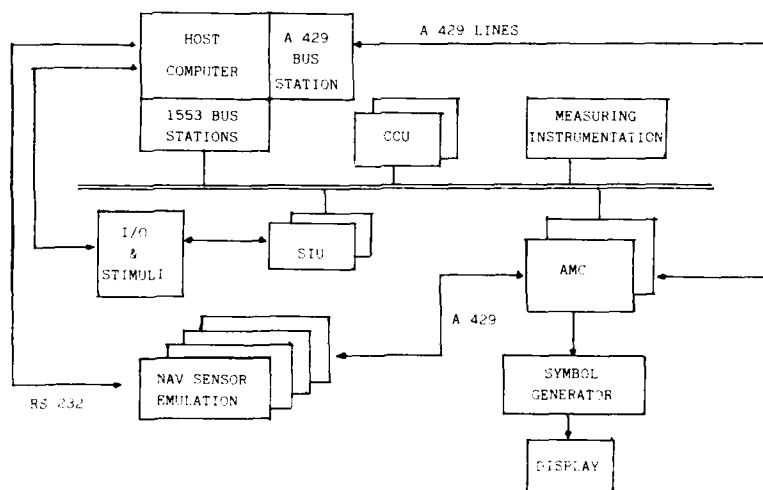 HOST
COMPUTER
A 429
BUS
STATION
A 429 LINES
1553 BUS
STATIONS
CCU
MEASURING
INSTRUMENTATION
I/O
&
STIMULI
SIU
AMC
A 429
NAV SENSOR
EMULATION
RS 232
SYMBOL
GENERATOR
DISPLAY